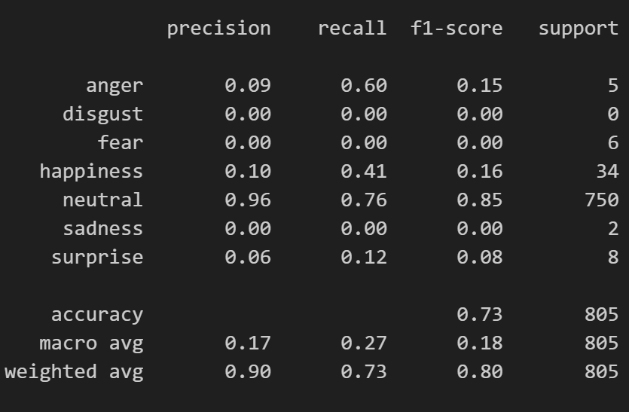 precision recall f1-score support
anger 0.09 0.60 0.15 5
disgust 0.00 0.00 0.00 0
fear 0.00 0.00 0.00 6
happiness 0.10 0.41 0.16 34
neutral 0.96 0.76 0.85 750
sadness 0.00 0.00 0.00 2
surprise 0.06 0.12 0.08 8
accuracy 0.73 805
macro avg 0.17 0.27 0.18 805
weighted avg 0.90 0.73 0.80 805